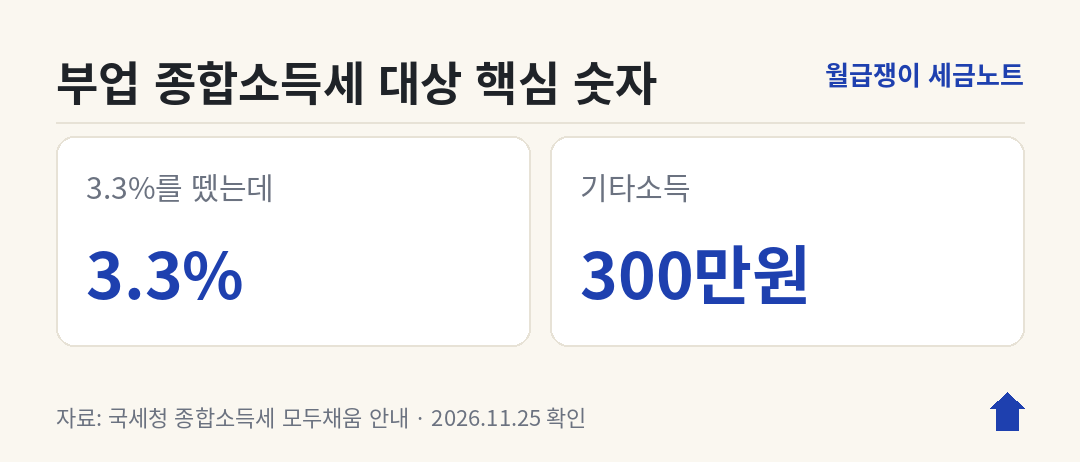 부업 종합소득세 대상 핵심 숫자
월급쟁이 세금노트
3.3%를 뗐는데
3.3%
기타소득
300만원
자료: 국세청 종합소득세 모두채움 안내 · 2026.11.25 확인